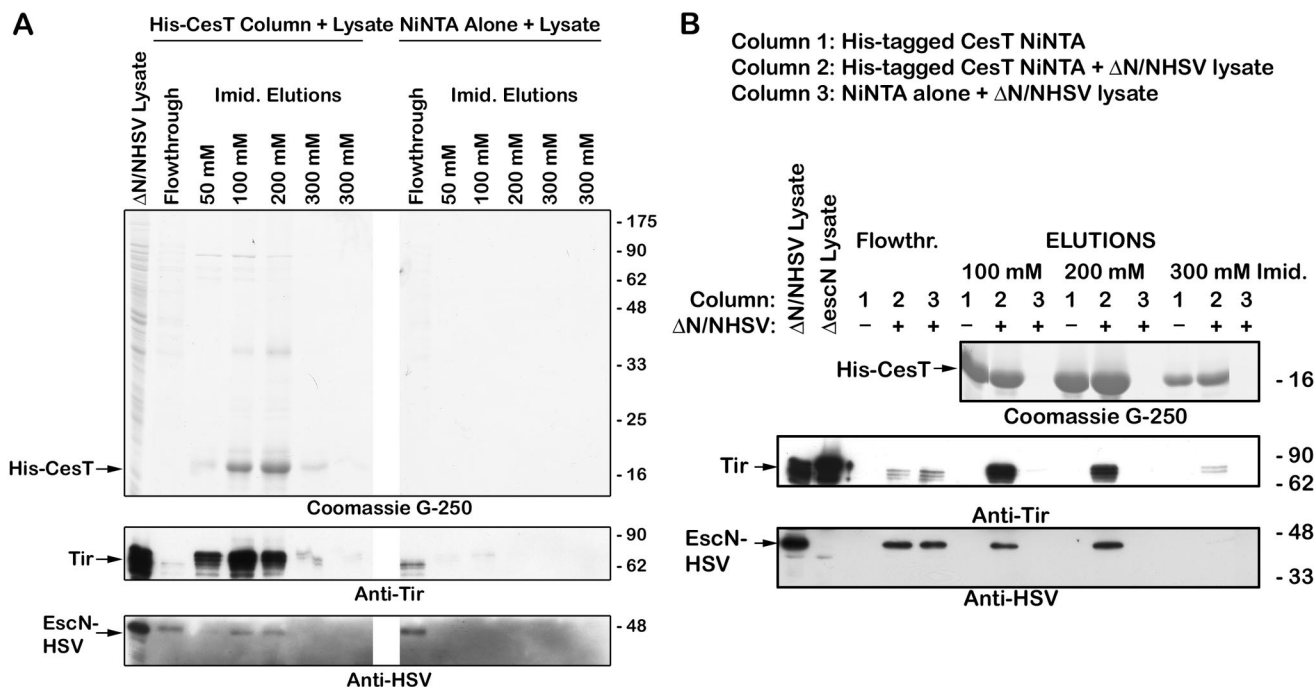 A
His-CesT Column + Lysate
NiNTA Alone + Lysate
ΔN/NHSV Lysate
Flowthrough
Imid. Elutions
50 mM
100 mM
200 mM
300 mM
300 mM
Flowthrough
Imid. Elutions
50 mM
100 mM
200 mM
300 mM
300 mM
- 175
- 90
- 62
- 48
- 33
- 25
His-CesT
- 16
Coomassie G-250
- 90
Tir
- 62
Anti-Tir
EscN-
HSV
- 48
Anti-HSV
B
Column 1: His-tagged CesT NiNTA
Column 2: His-tagged CesT NiNTA + ΔN/NHSV lysate
Column 3: NiNTA alone + ΔN/NHSV lysate
ΔN/NHSV Lysate
ΔescN Lysate
Flowthr.
ELUTIONS
100 mM 200 mM 300 mM Imid.
Column: 1 2 3 1 2 3 1 2 3 1 2 3
ΔN/NHSV: – + + – + + – + + – + +
His-CesT
- 16
Coomassie G-250
Tir
- 90
- 62
Anti-Tir
EscN-
HSV
- 48
- 33
Anti-HSV